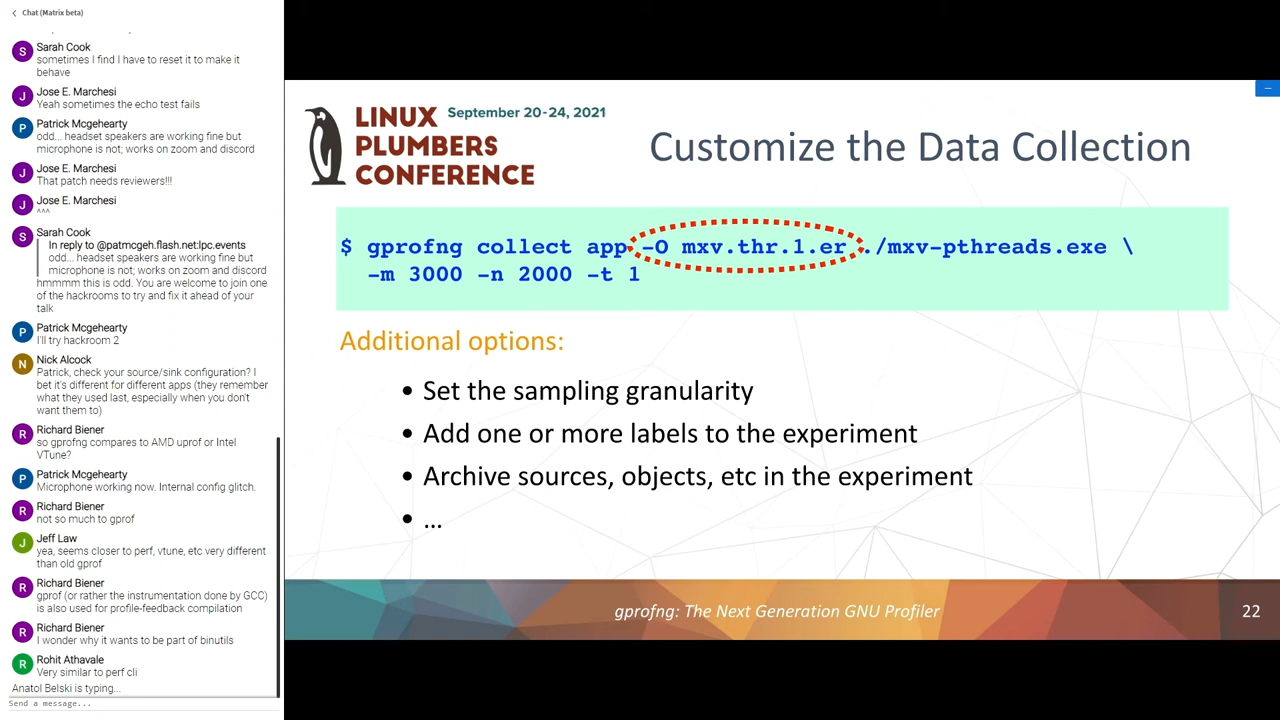 Chat (Matrix beta)
Sarah Cook
sometimes I find I have to reset it to make it
behave
Jose E. Marchesi
Yeah sometimes the echo test fails
Patrick Mcgehearty
odd... headset speakers are working fine but
microphone is not; works on zoom and discord
Jose E. Marchesi
That patch needs reviewers!!!
Jose E. Marchesi
^^^
Sarah Cook
In reply to @patmcgeh.flash.net:lpc.events
odd... headset speakers are working fine but
microphone is not; works on zoom and discord
hmmmm this is odd. You are welcome to join one
of the hackrooms to try and fix it ahead of your
talk
Patrick Mcgehearty
I'll try hackroom 2
Nick Alcock
Patrick, check your source/sink configuration? I
bet it's different for different apps (they remember
what they used last, especially when you don't
want them to)
Richard Biener
so gprofng compares to AMD uprof or Intel
VTune?
Patrick Mcgehearty
Microphone working now. Internal config glitch.
Richard Biener
not so much to gprof
Jeff Law
yea, seems closer to perf, vtune, etc very different
than old gprof
Richard Biener
gprof (or rather the instrumentation done by GCC)
is also used for profile-feedback compilation
Richard Biener
I wonder why it wants to be part of binutils
Rohit Athavale
Very similar to perf cli
Anatol Belski is typing...
Send a message...
S
J
P
J
J
S
P
N
R
P
R
J
R
R
R
LINUX
PLUMBERS
CONFERENCE
September 20-24, 2021
Customize the Data Collection
$ gprofng collect app -O mxv.thr.1.er ./mxv-pthreads.exe \
-m 3000 -n 2000 -t 1
Additional options:
• Set the sampling granularity
• Add one or more labels to the experiment
• Archive sources, objects, etc in the experiment
• ...
gprofng: The Next Generation GNU Profiler
22